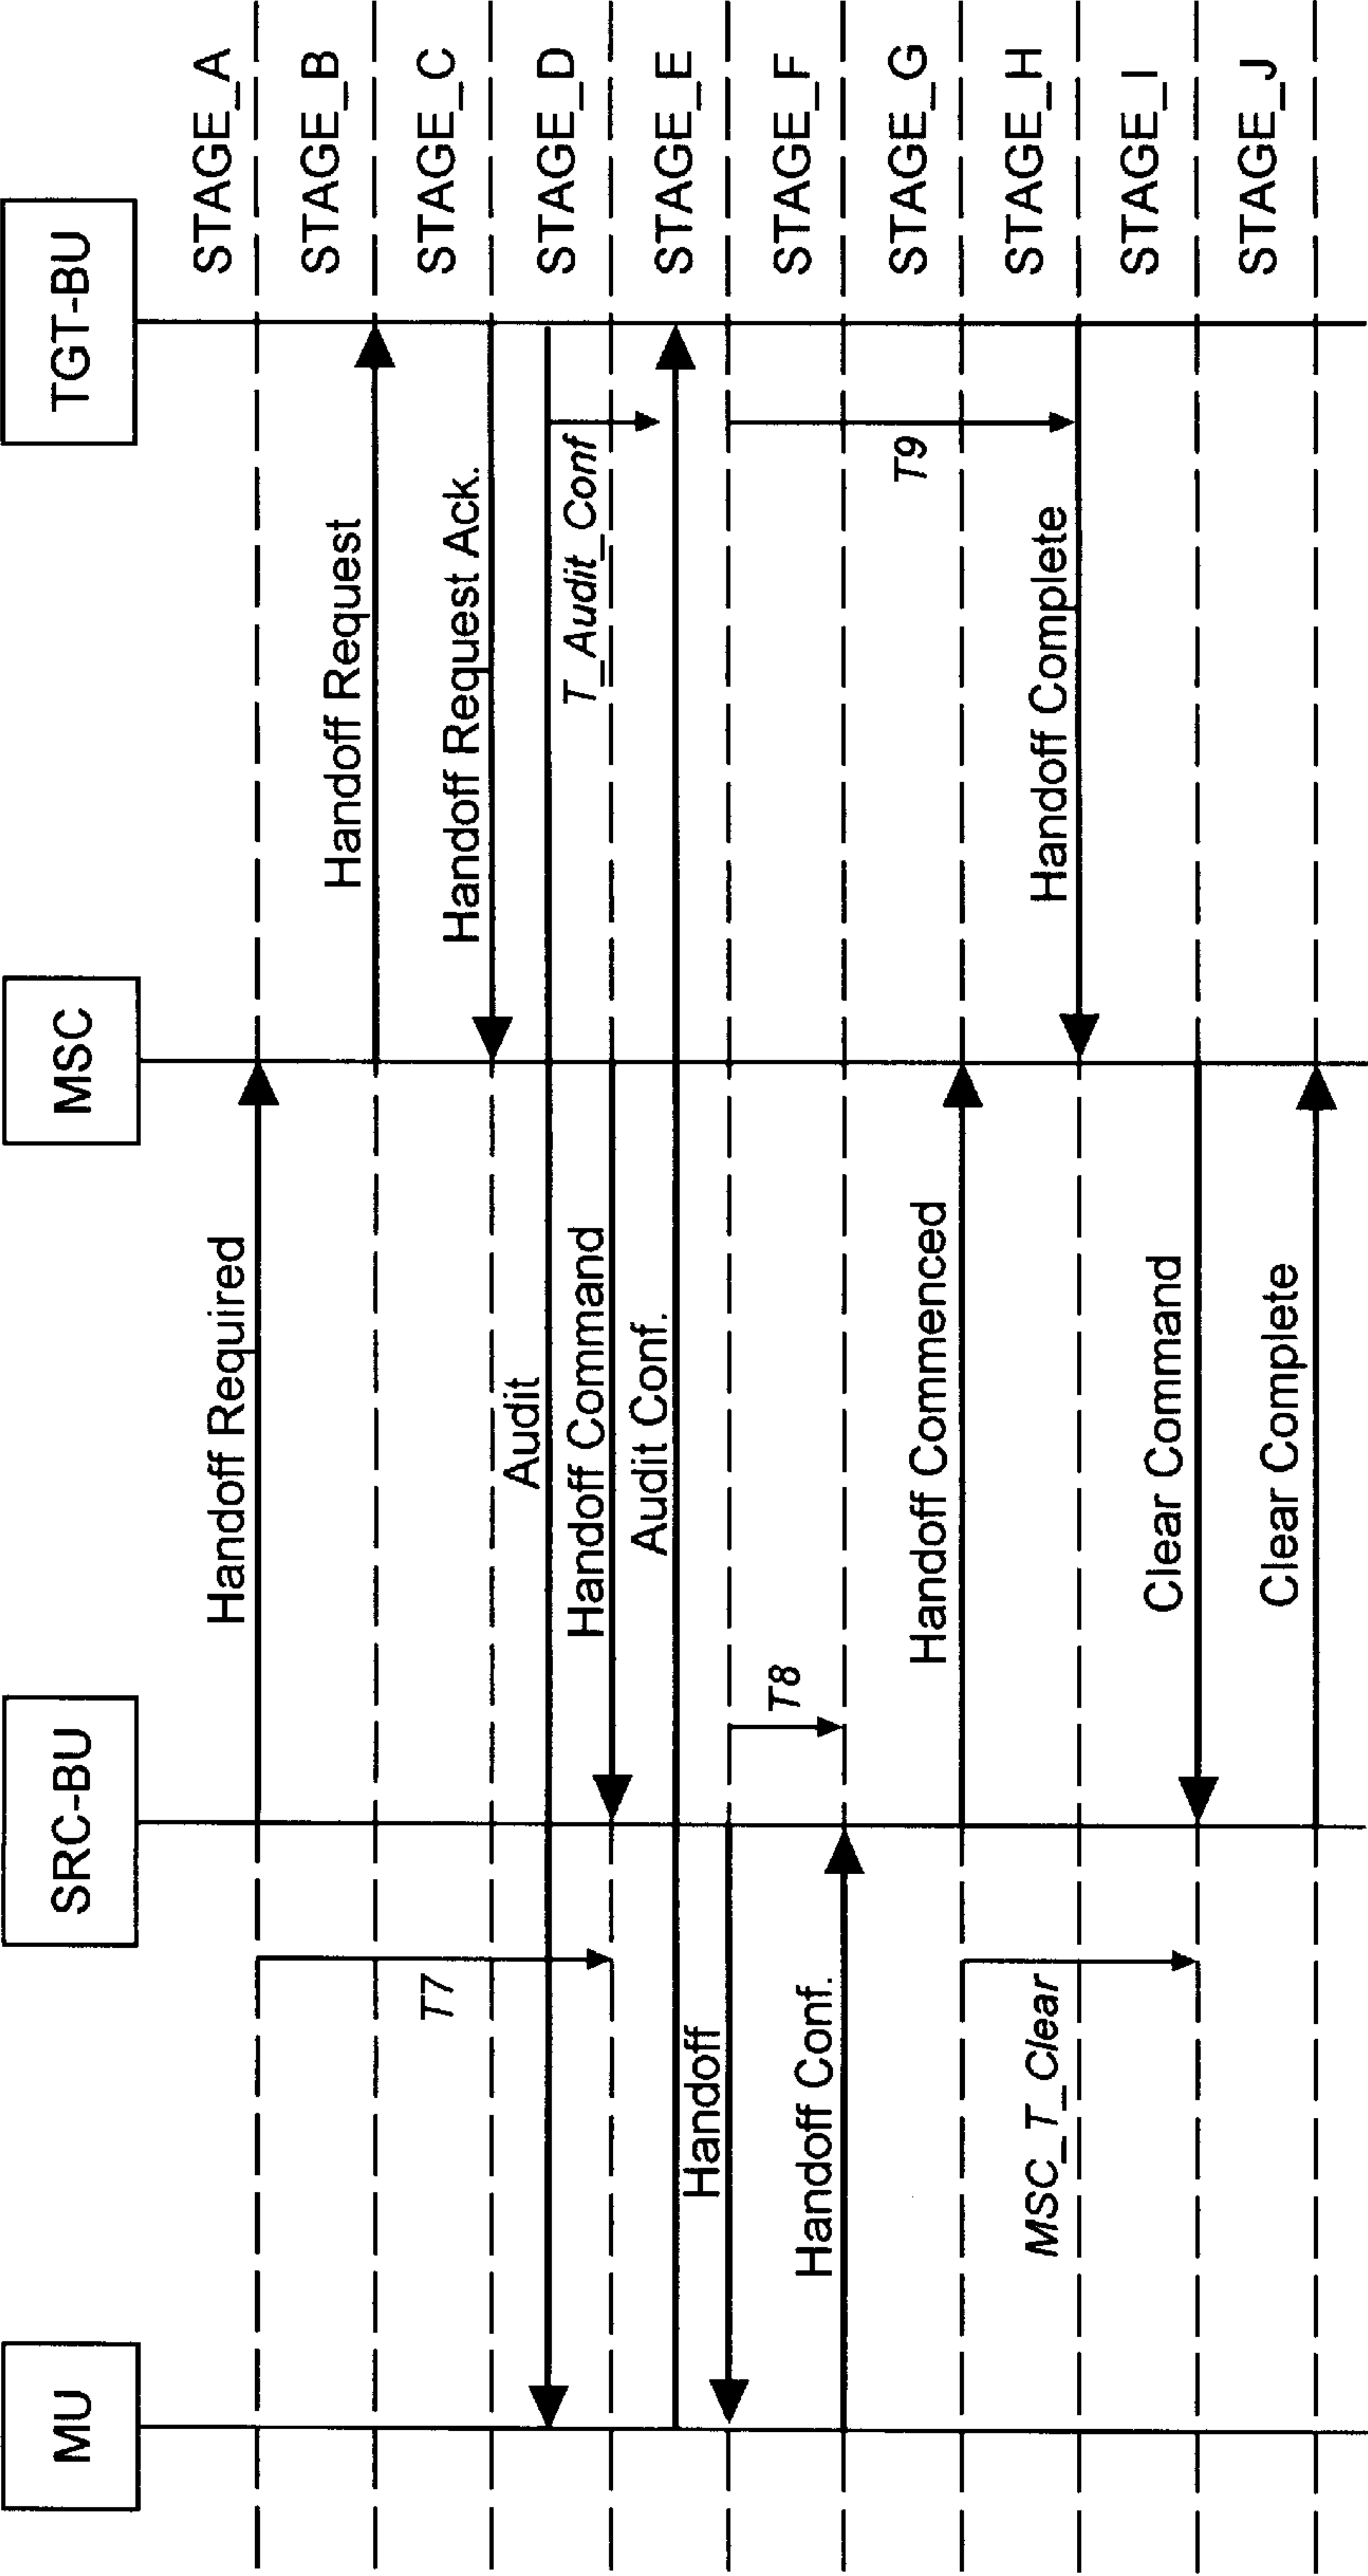 MU
SRC-BU
MSC
TGT-BU
Handoff Required
STAGE_A
Handoff Request
STAGE_B
T7
Handoff Request Ack.
STAGE_C
Audit
STAGE_D
Handoff Command
T_Audit_Conf
Audit Conf.
STAGE_E
Handoff
T8
STAGE_F
Handoff Conf.
Handoff Commenced
T9
STAGE_G
MSC_T_Clear
Handoff Complete
STAGE_H
Clear Command
STAGE_I
Clear Complete
STAGE_J